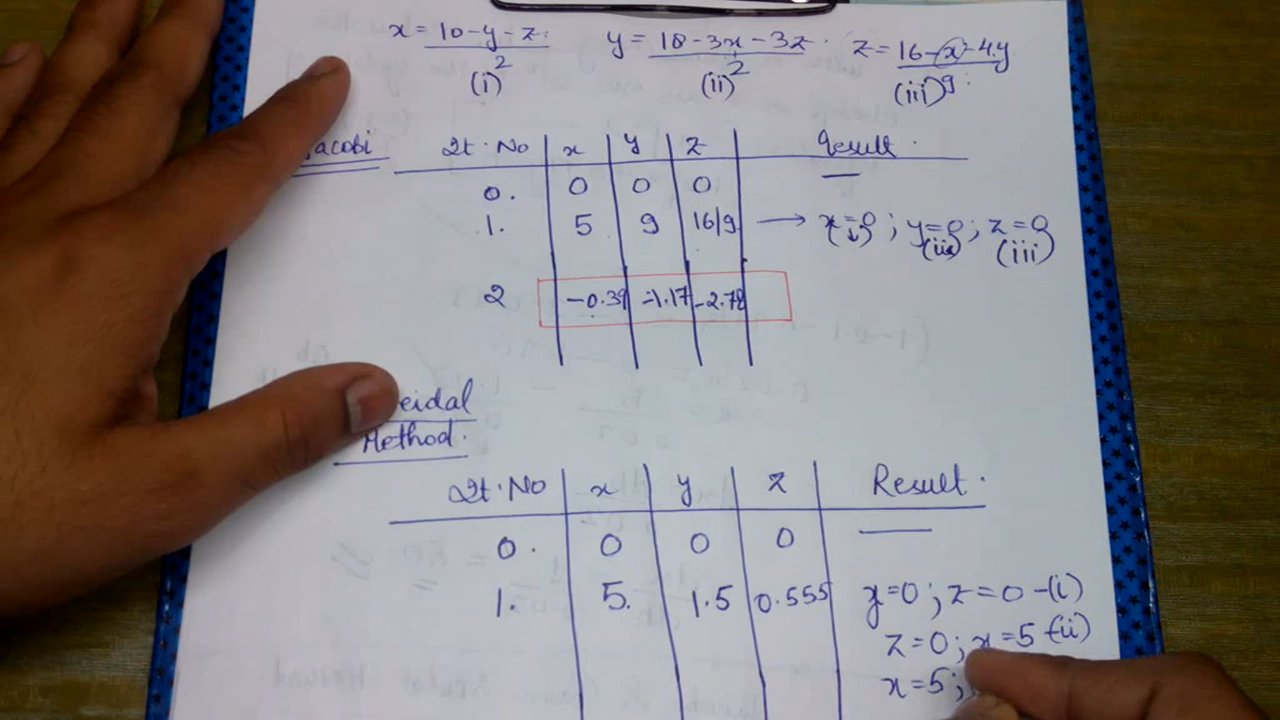 x = 10-y-z / 2 y = 18-3x-3z / 2 z = 16-x-4y / 9
(i) (ii) (iii)
acobi It. No x y z Result
0. 0 0 0
1. 5 9 16/9 → x=0 ; y=0 ; z=0
(i) (ii) (iii)
2 -0.39 -1.17 -2.78
eidal
Method.
It. No x y z Result.
0. 0 0 0
1. 5. 1.5 0.555 y=0 ; z=0 -(i)
z=0 ; x=5 -(ii)
x=5 ;